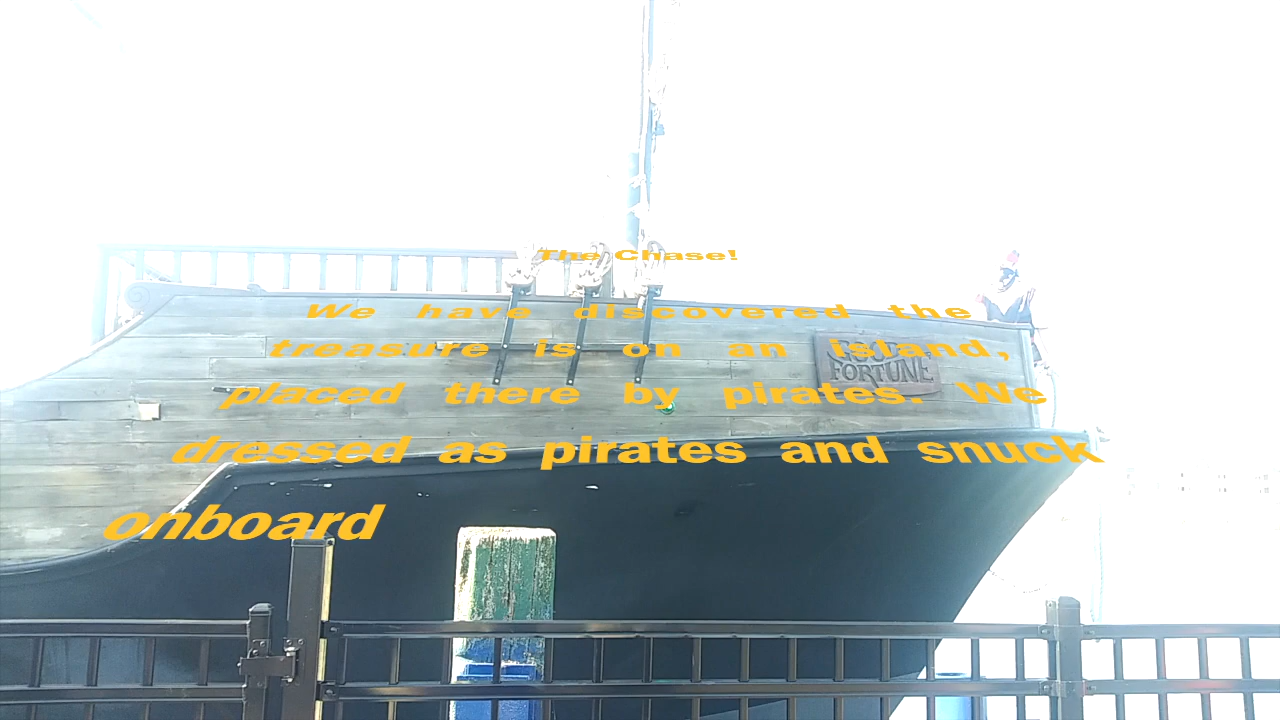 The Chase!
We have discovered the
treasure is on an island,
placed there by pirates. We
dressed as pirates and snuck
onboard
FORTUNE